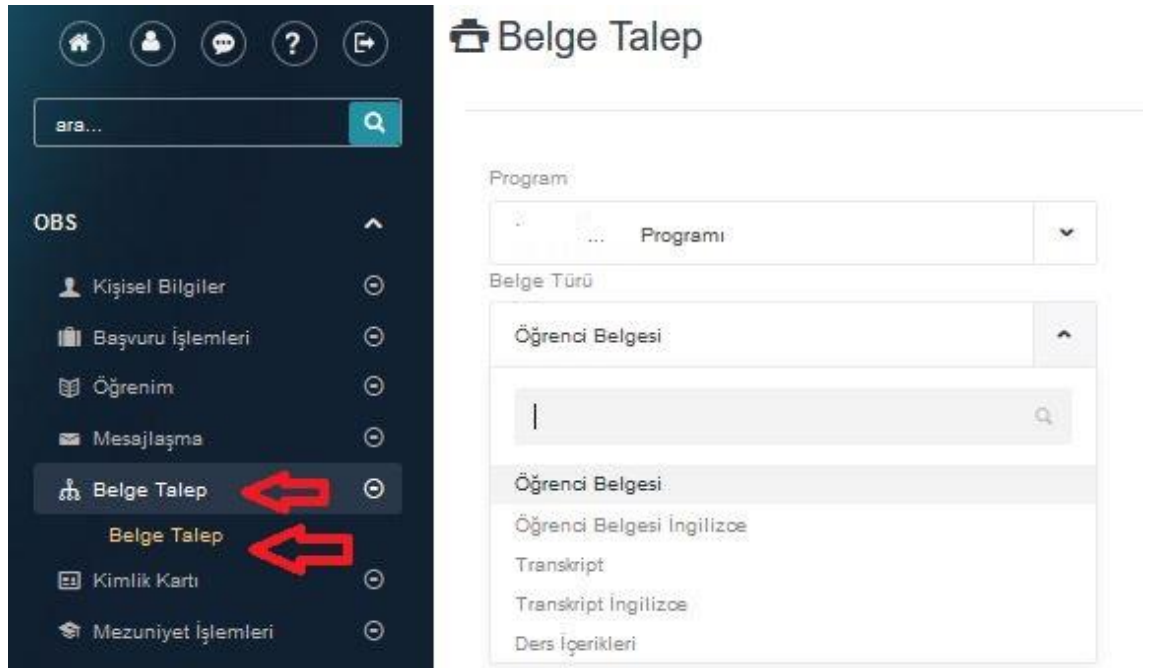 Belge Talep
ara...
OBS
Kişisel Bilgiler
Başvuru İşlemleri
Öğrenim
Mesajlaşma
Belge Talep
Belge Talep
Kimlik Kartı
Mezuniyet İşlemleri
Program
... Programı
Belge Türü
Öğrenci Belgesi
Öğrenci Belgesi
Öğrenci Belgesi İngilizce
Transkript
Transkript İngilizce
Ders İçerikleri